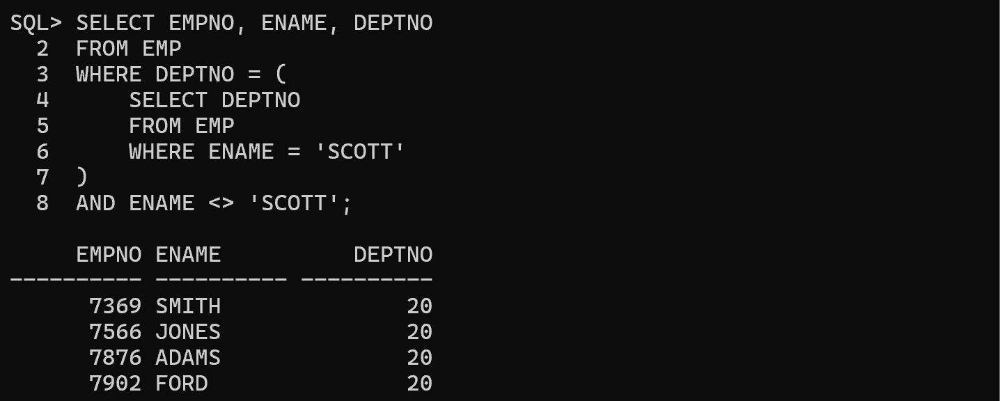 SQL> SELECT EMPNO, ENAME, DEPTNO
  2  FROM EMP
  3  WHERE DEPTNO = (
  4      SELECT DEPTNO
  5      FROM EMP
  6      WHERE ENAME = 'SCOTT'
  7  )
  8  AND ENAME <> 'SCOTT';

     EMPNO ENAME          DEPTNO
---------- ---------- ----------
      7369 SMITH              20
      7566 JONES              20
      7876 ADAMS              20
      7902 FORD               20